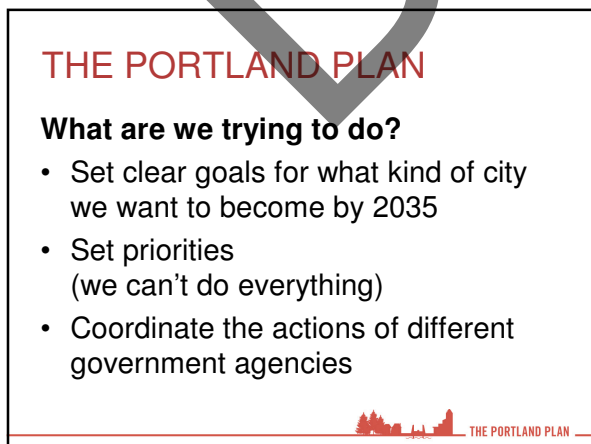 THE PORTLAND PLAN
What are we trying to do?
• Set clear goals for what kind of city
we want to become by 2035
• Set priorities
(we can't do everything)
• Coordinate the actions of different
government agencies
THE PORTLAND PLAN